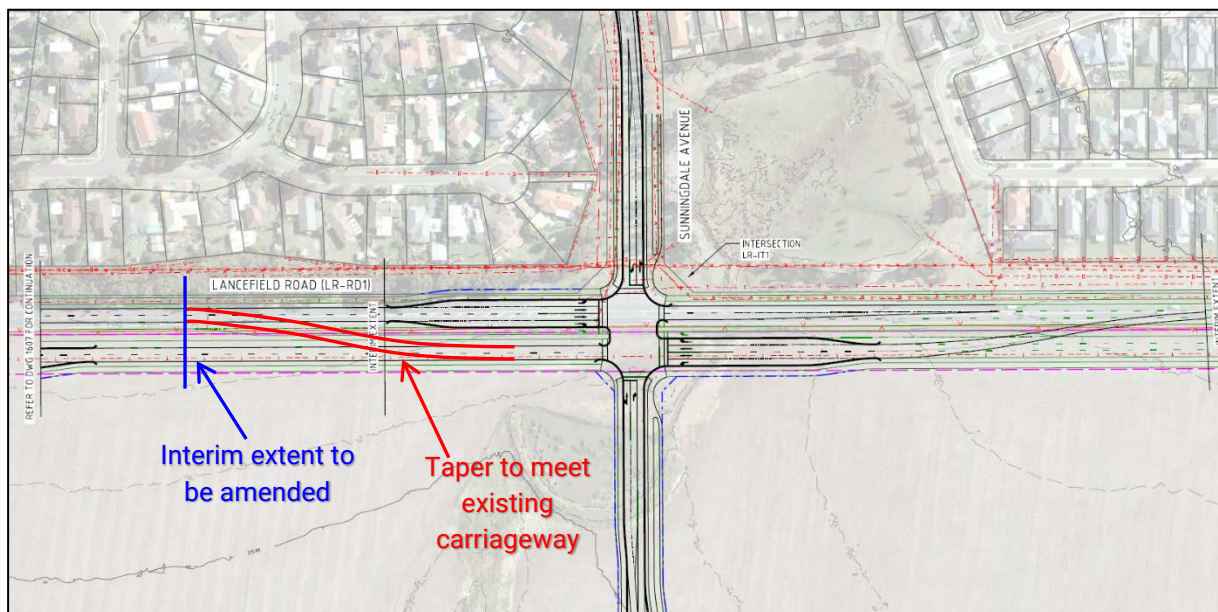 SUNNINGDALE AVENUE
INTERSECTION
LR-IT1
LANCEFIELD ROAD (LR-RD1)
REFER TO DWG 1607 FOR CONTINUATION
INTERIM EXTENT
INTERIM EXTENT
Interim extent to
be amended
Taper to meet
existing
carriageway